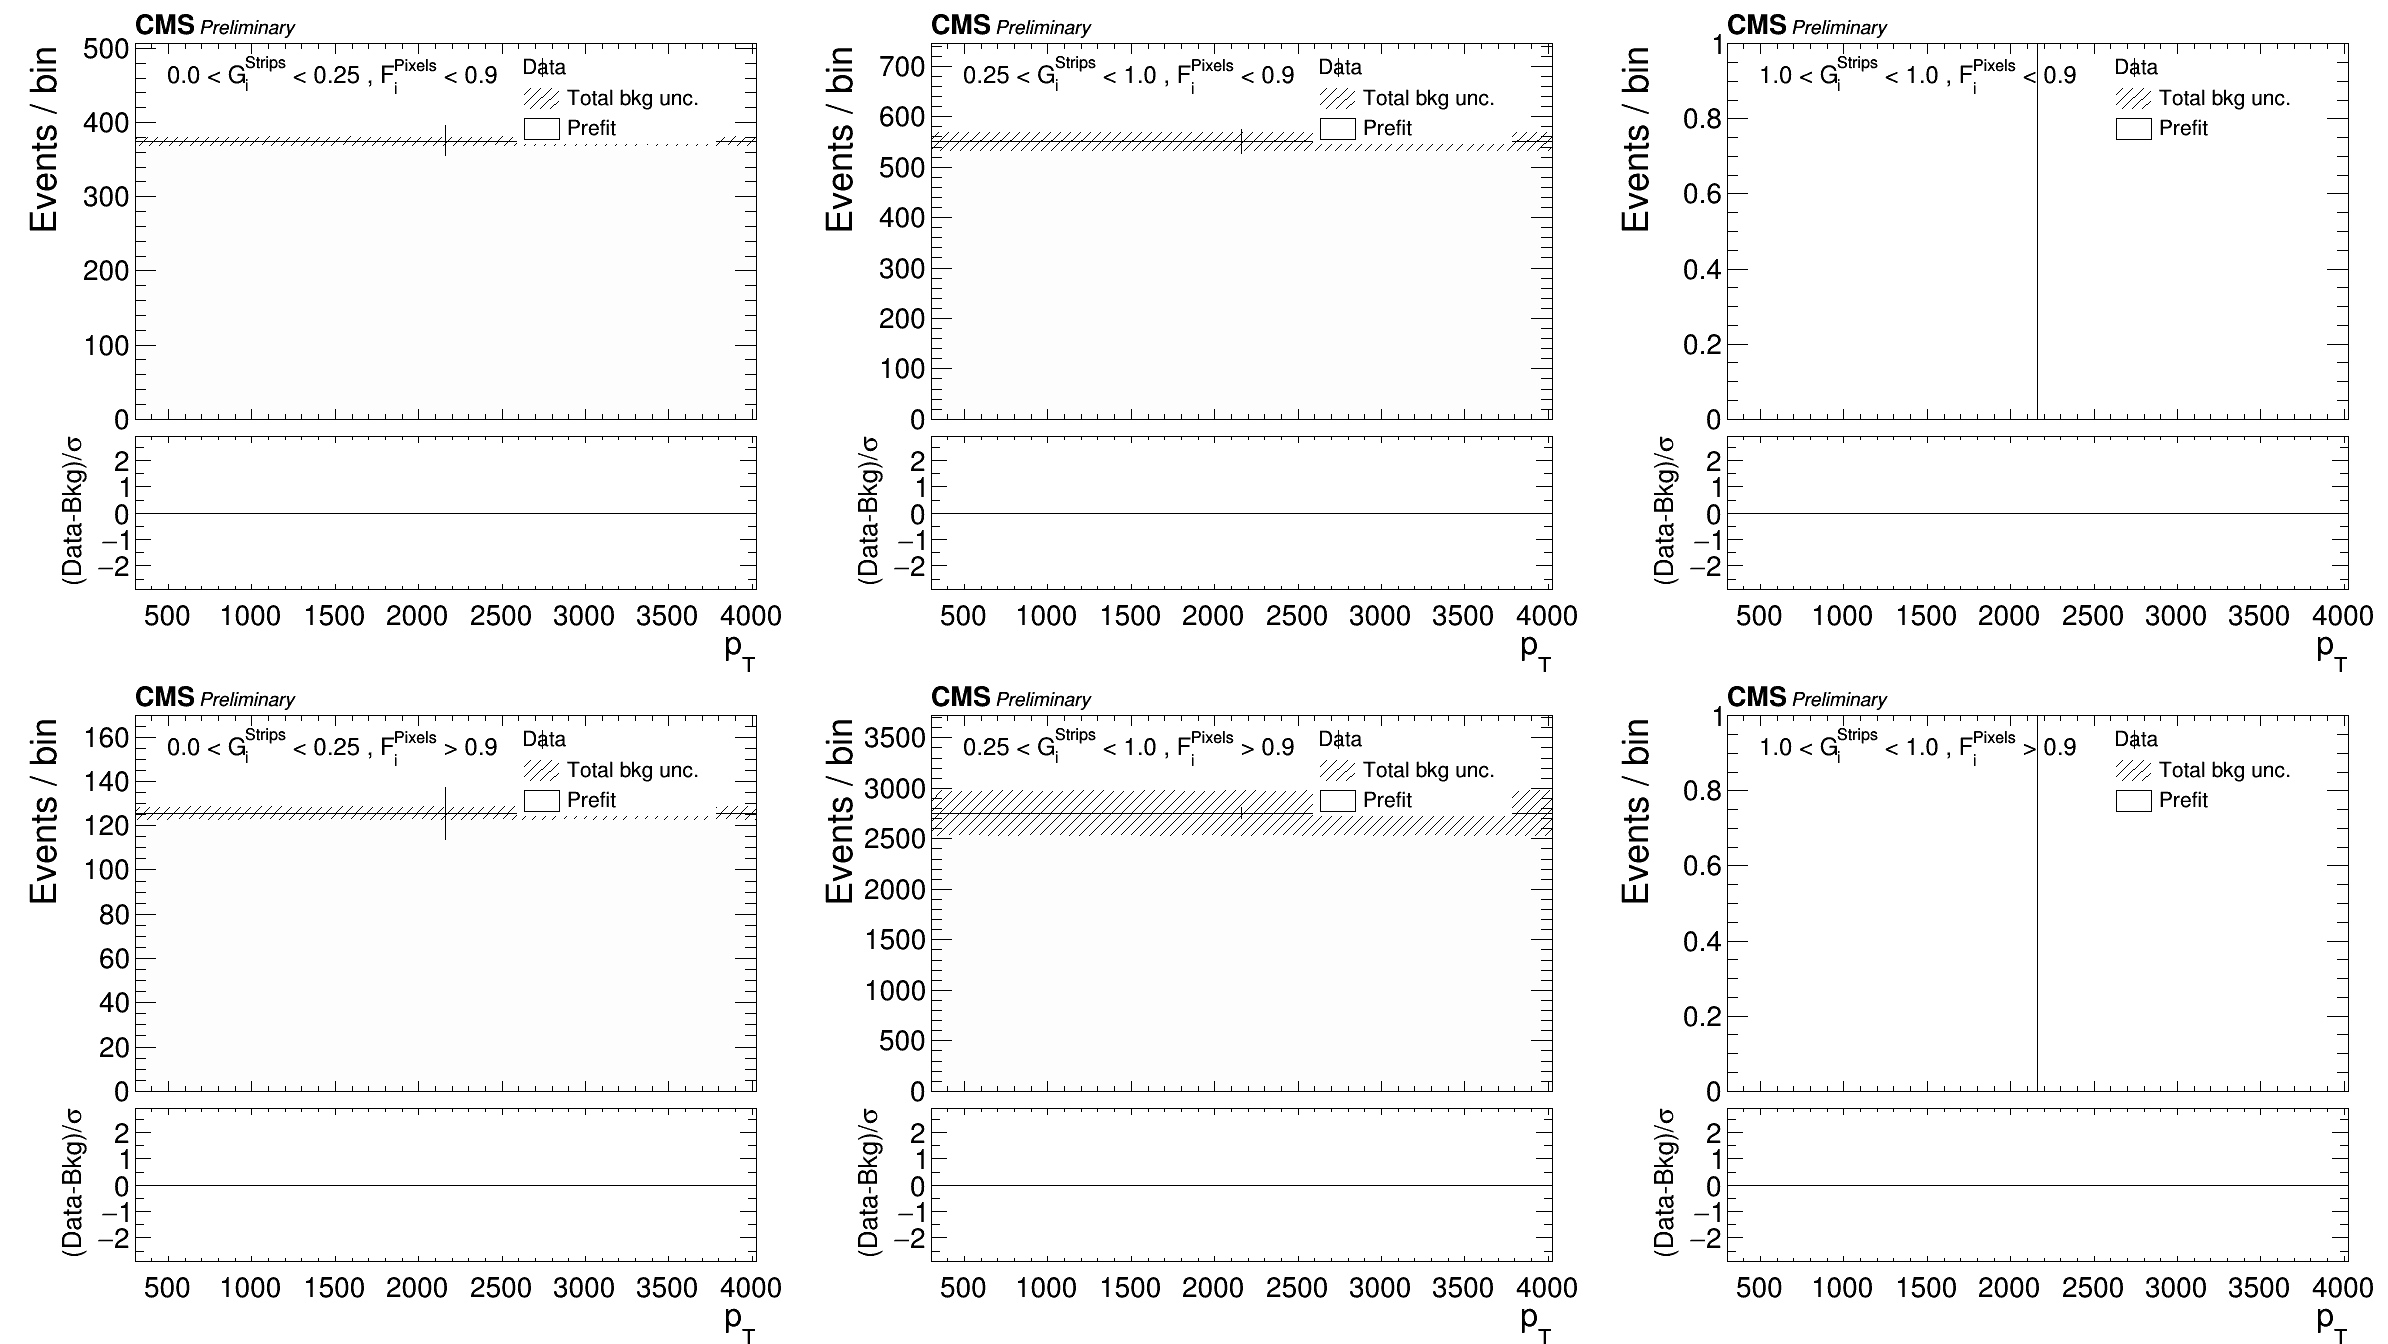 CMS Preliminary
Events / bin
500
400
300
200
100
0
0.0 < G_i^Strips < 0.25 , F_i^Pixels < 0.9
Data
Total bkg unc.
Prefit
(Data-Bkg)/σ
2
1
0
−1
−2
500 1000 1500 2000 2500 3000 3500 4000
p_T
CMS Preliminary
Events / bin
700
600
500
400
300
200
100
0
0.25 < G_i^Strips < 1.0 , F_i^Pixels < 0.9
Data
Total bkg unc.
Prefit
(Data-Bkg)/σ
2
1
0
−1
−2
500 1000 1500 2000 2500 3000 3500 4000
p_T
CMS Preliminary
Events / bin
1
0.8
0.6
0.4
0.2
0
1.0 < G_i^Strips < 1.0 , F_i^Pixels < 0.9
Data
Total bkg unc.
Prefit
(Data-Bkg)/σ
2
1
0
−1
−2
500 1000 1500 2000 2500 3000 3500 4000
p_T
CMS Preliminary
Events / bin
160
140
120
100
80
60
40
20
0
0.0 < G_i^Strips < 0.25 , F_i^Pixels > 0.9
Data
Total bkg unc.
Prefit
(Data-Bkg)/σ
2
1
0
−1
−2
500 1000 1500 2000 2500 3000 3500 4000
p_T
CMS Preliminary
Events / bin
3500
3000
2500
2000
1500
1000
500
0
0.25 < G_i^Strips < 1.0 , F_i^Pixels > 0.9
Data
Total bkg unc.
Prefit
(Data-Bkg)/σ
2
1
0
−1
−2
500 1000 1500 2000 2500 3000 3500 4000
p_T
CMS Preliminary
Events / bin
1
0.8
0.6
0.4
0.2
0
1.0 < G_i^Strips < 1.0 , F_i^Pixels > 0.9
Data
Total bkg unc.
Prefit
(Data-Bkg)/σ
2
1
0
−1
−2
500 1000 1500 2000 2500 3000 3500 4000
p_T